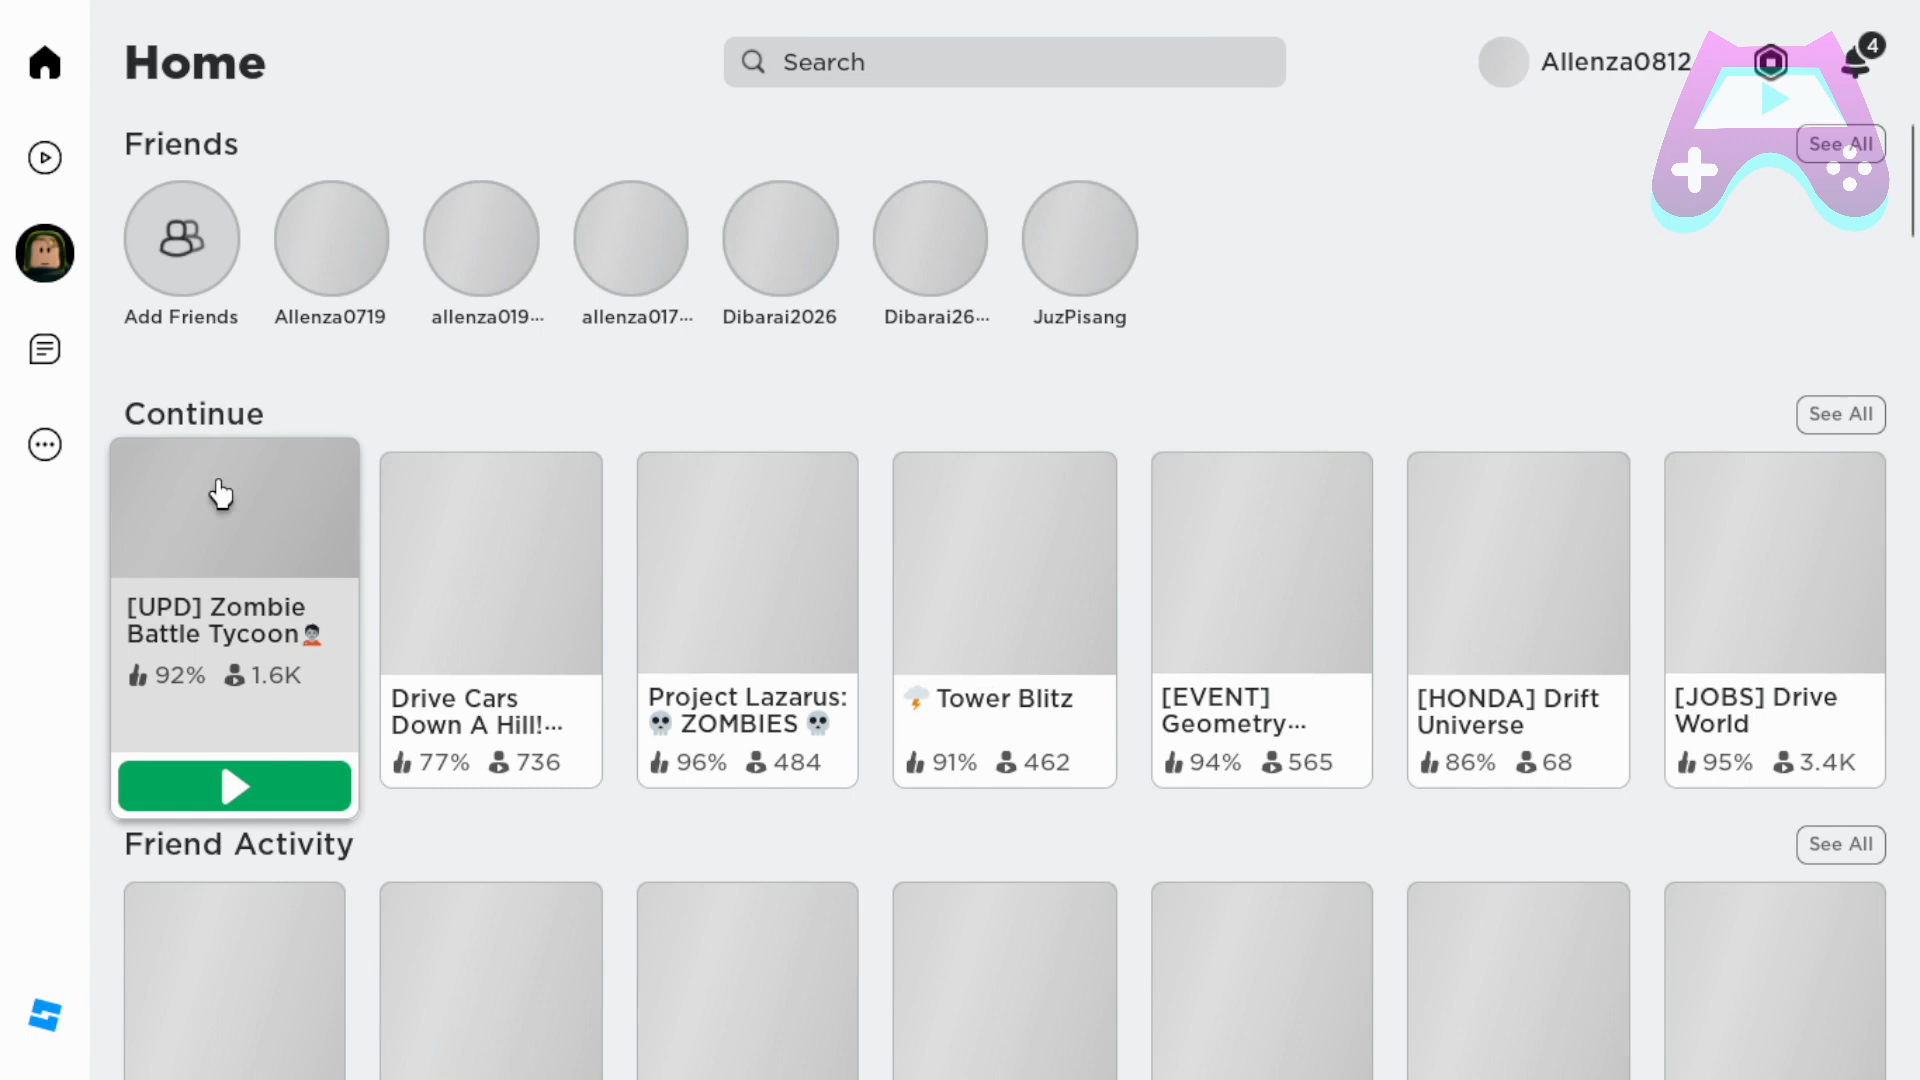 Home
Search
Allenza0812
4
Friends
See All
Add Friends
Allenza0719
allenza019...
allenza017...
Dibarai2026
Dibarai26...
JuzPisang
Continue
See All
[UPD] Zombie
Battle Tycoon🧟
92% 1.6K
Drive Cars
Down A Hill!...
77% 736
Project Lazarus:
💀 ZOMBIES 💀
96% 484
🌩️ Tower Blitz
91% 462
[EVENT]
Geometry...
94% 565
[HONDA] Drift
Universe
86% 68
[JOBS] Drive
World
95% 3.4K
Friend Activity
See All